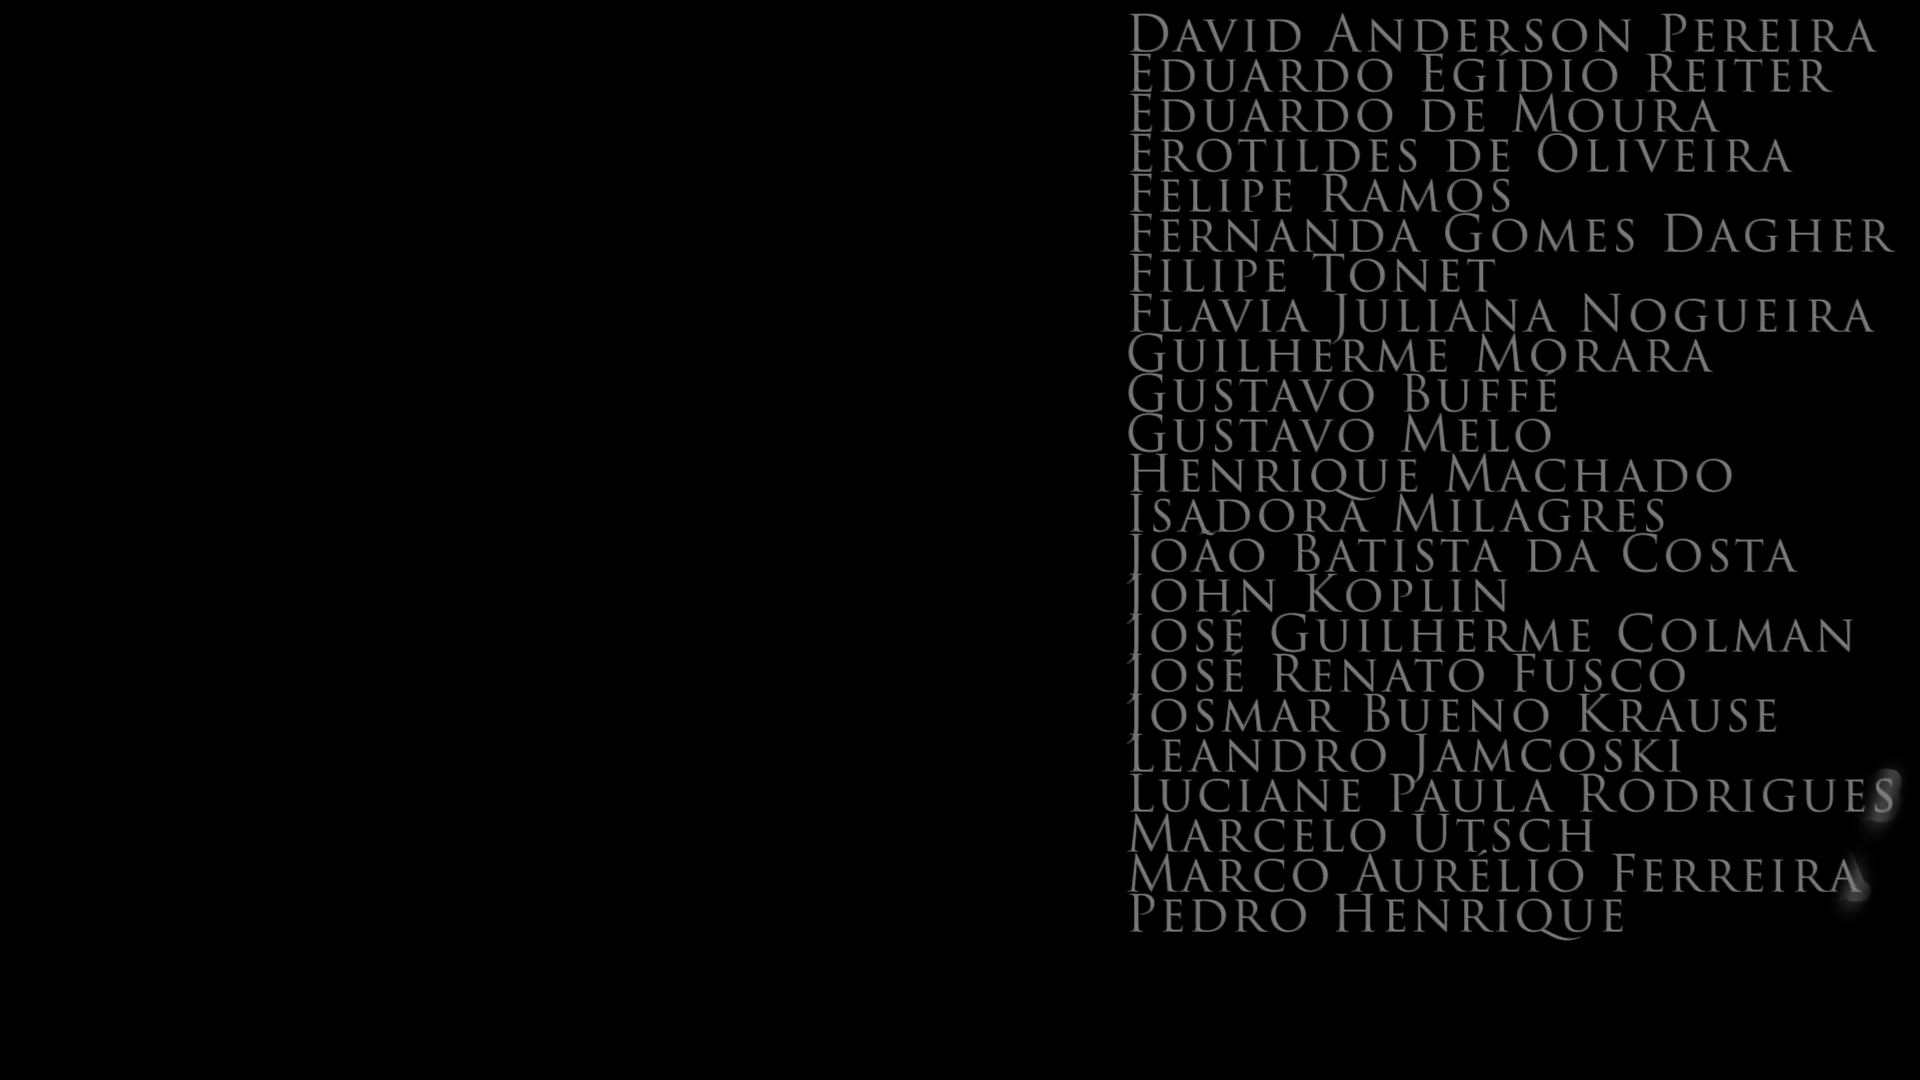 David Anderson Pereira
Eduardo Egídio Reiter
Eduardo de Moura
Erotildes de Oliveira
Felipe Ramos
Fernanda Gomes Dagher
Filipe Tonet
Flavia Juliana Nogueira
Guilherme Morara
Gustavo Buffé
Gustavo Melo
Henrique Machado
Isadora Milagres
João Batista da Costa
John Koplin
José Guilherme Colman
José Renato Fusco
Josmar Bueno Krause
Leandro Jamcoski
Luciane Paula Rodrigues
Marcelo Utsch
Marco Aurélio Ferreira
Pedro Henrique